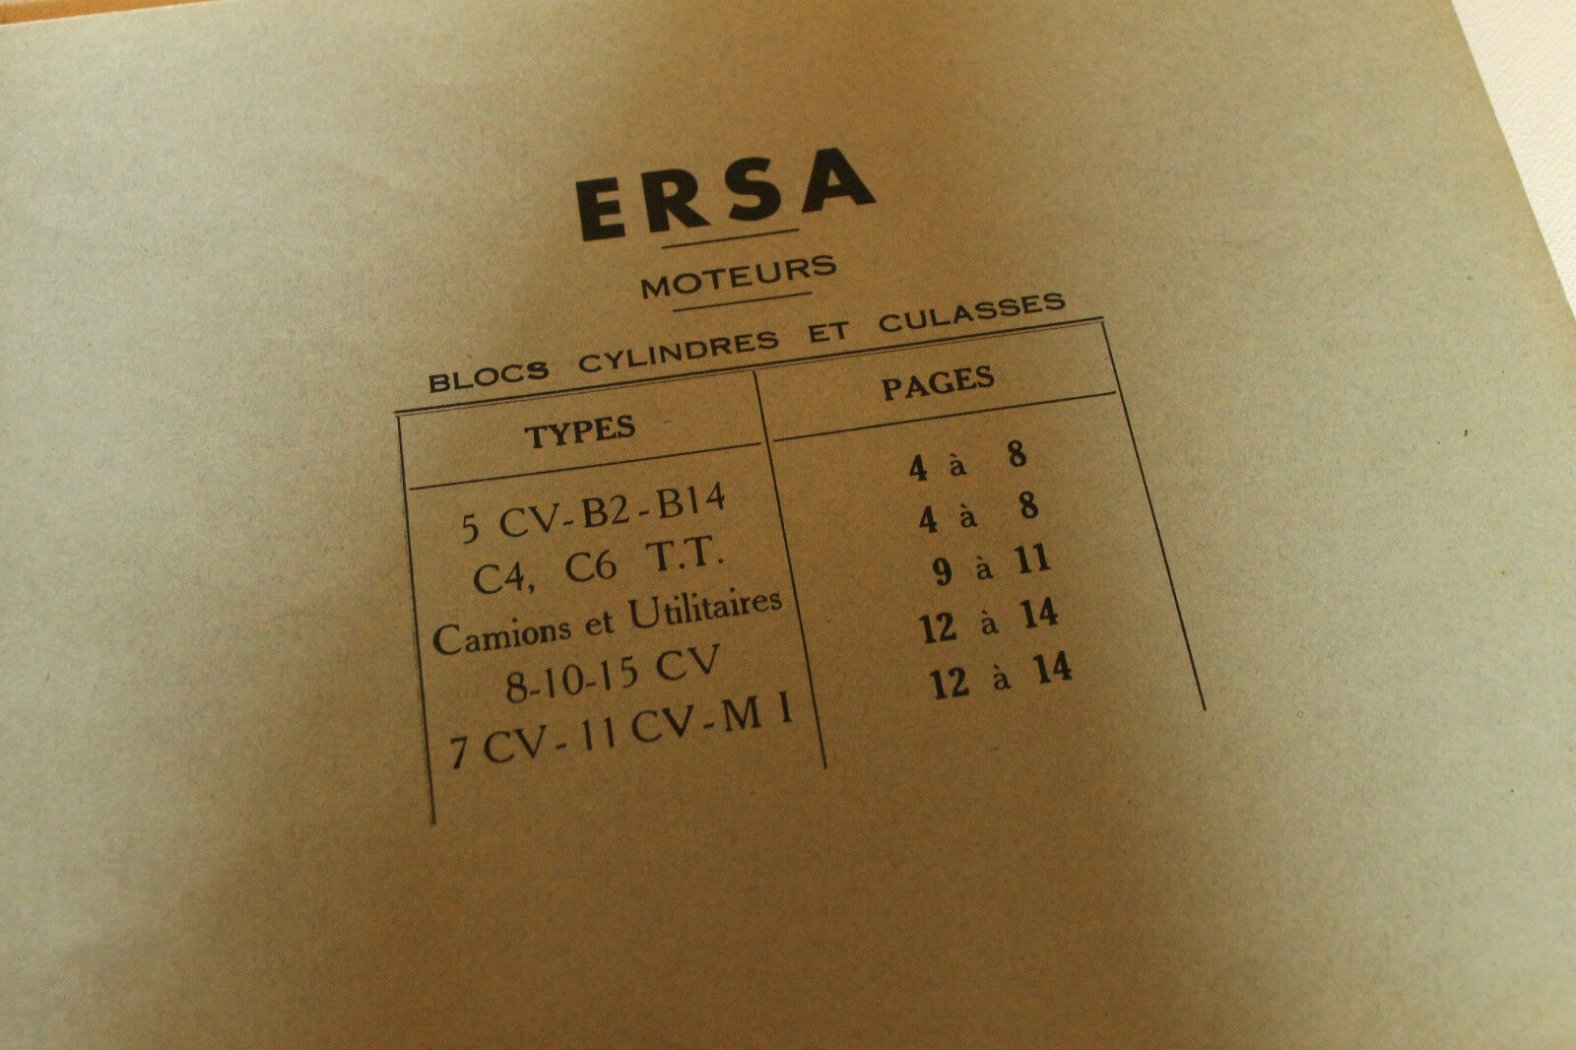 ERSA
MOTEURS
BLOCS CYLINDRES ET CULASSES
TYPES PAGES
5 CV-B2-B14 4 à 8
C4, C6 T.T. 4 à 8
Camions et Utilitaires 9 à 11
8-10-15 CV 12 à 14
7 CV-11 CV-M I 12 à 14